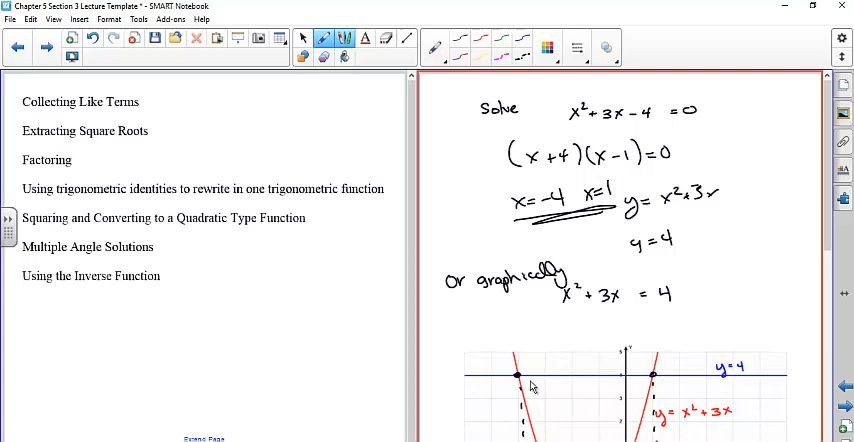 Chapter 5 Section 3 Lecture Template * - SMART Notebook
File Edit View Insert Format Tools Add-ons Help
Collecting Like Terms
Extracting Square Roots
Factoring
Using trigonometric identities to rewrite in one trigonometric function
Squaring and Converting to a Quadratic Type Function
Multiple Angle Solutions
Using the Inverse Function
Extend Page
Solve x² + 3x - 4 = 0
(x + 4)(x - 1) = 0
x = -4 x = 1 y = x² + 3x
y = 4
Or graphically
x² + 3x = 4
5 Y
y = 4
y = x² + 3x
3
2